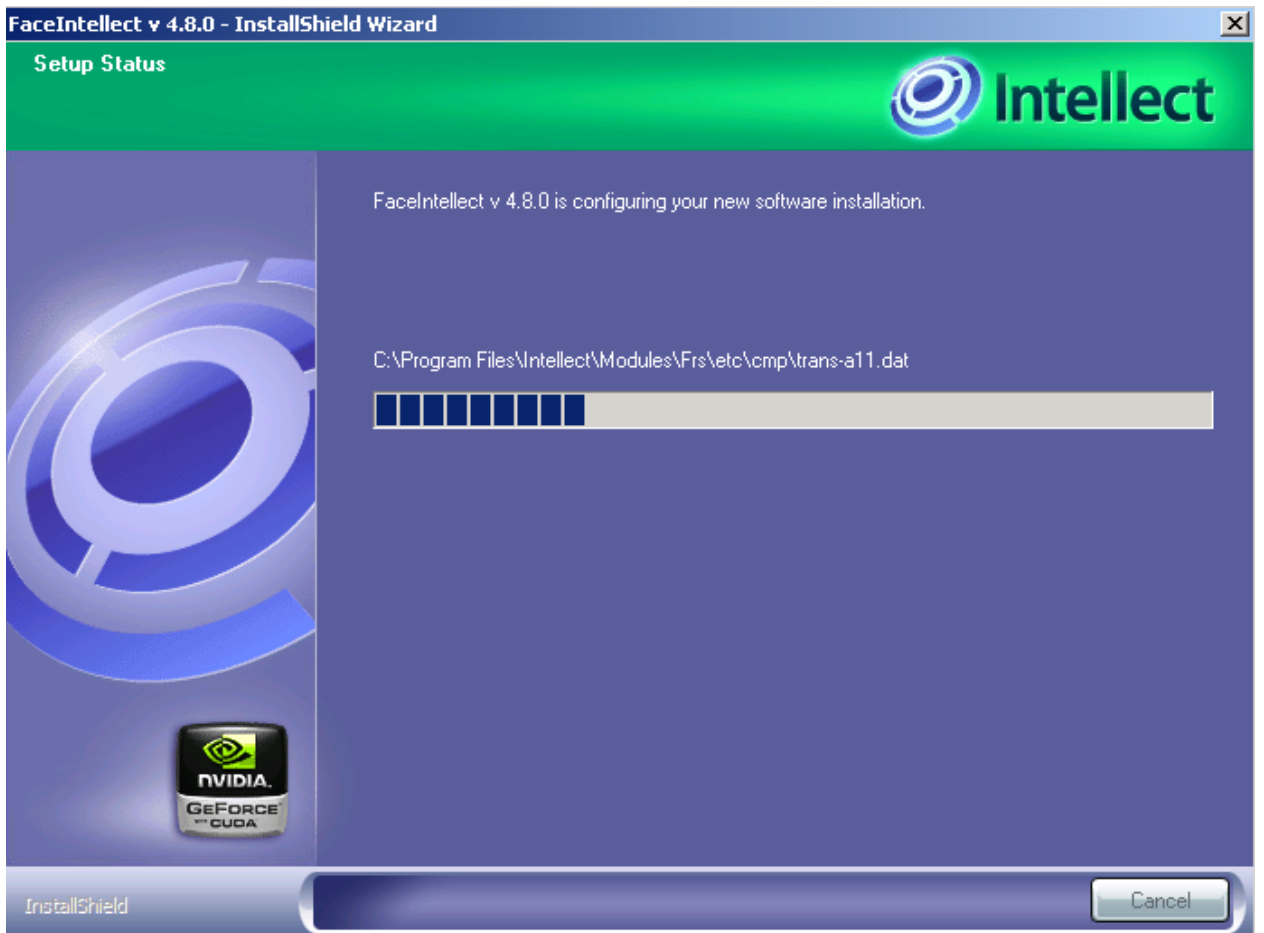 FaceIntellect v 4.8.0 - InstallShield Wizard
Setup Status
Intellect
FaceIntellect v 4.8.0 is configuring your new software installation.
C:\Program Files\Intellect\Modules\Frs\etc\cmp\trans-a11.dat
NVIDIA.
GEFORCE
WITH CUDA
InstallShield
Cancel